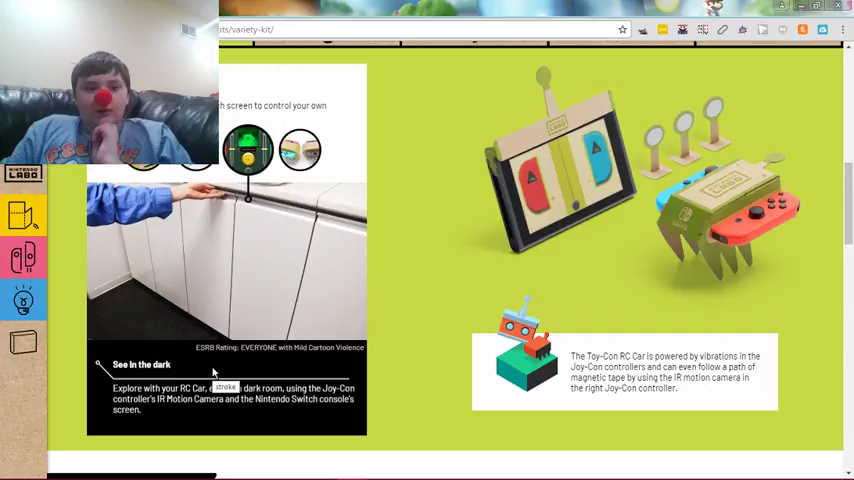 its/variety-kit/
h screen to control your own
NINTENDO
LABO
ESRB Rating: EVERYONE with Mild Cartoon Violence
See in the dark
stroke
Explore with your RC Car, dark room, using the Joy-Con
controller's IR Motion Camera and the Nintendo Switch console's
screen.
LABO
LABO
The Toy-Con RC Car is powered by vibrations in the
Joy-Con controllers and can even follow a path of
magnetic tape by using the IR motion camera in
the right Joy-Con controller.